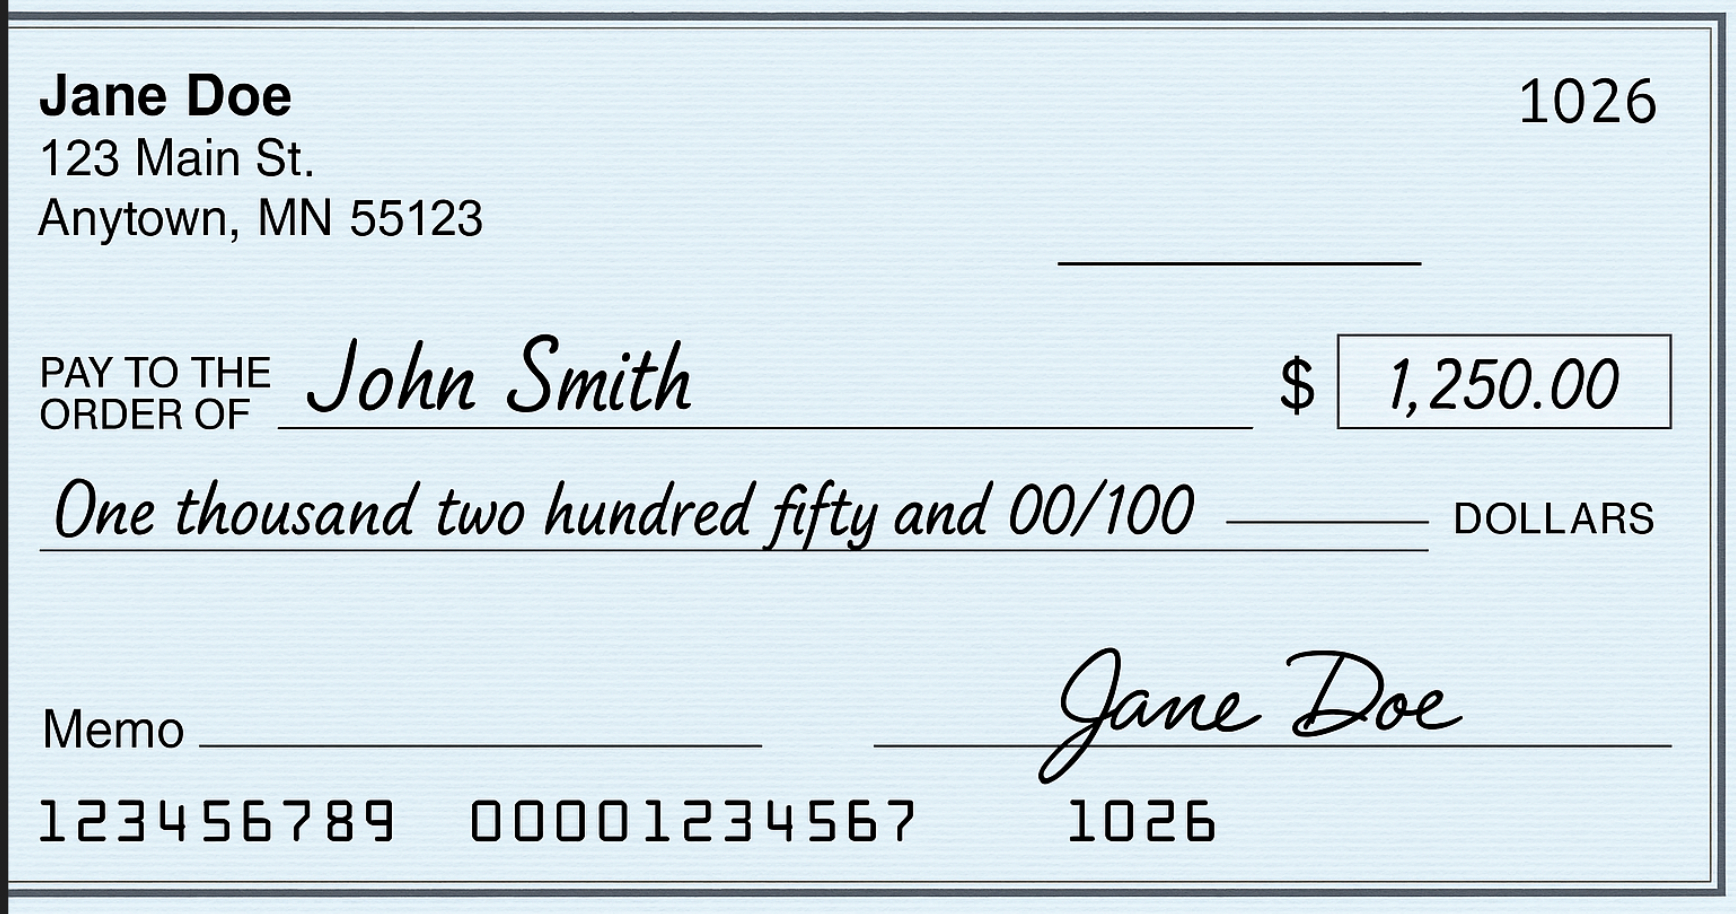 Jane Doe
1026
123 Main St.
Anytown, MN 55123
PAY TO THE
ORDER OF John Smith $ 1,250.00
One thousand two hundred fifty and 00/100 DOLLARS
Jane Doe
Memo
123456789 00001234567 1026